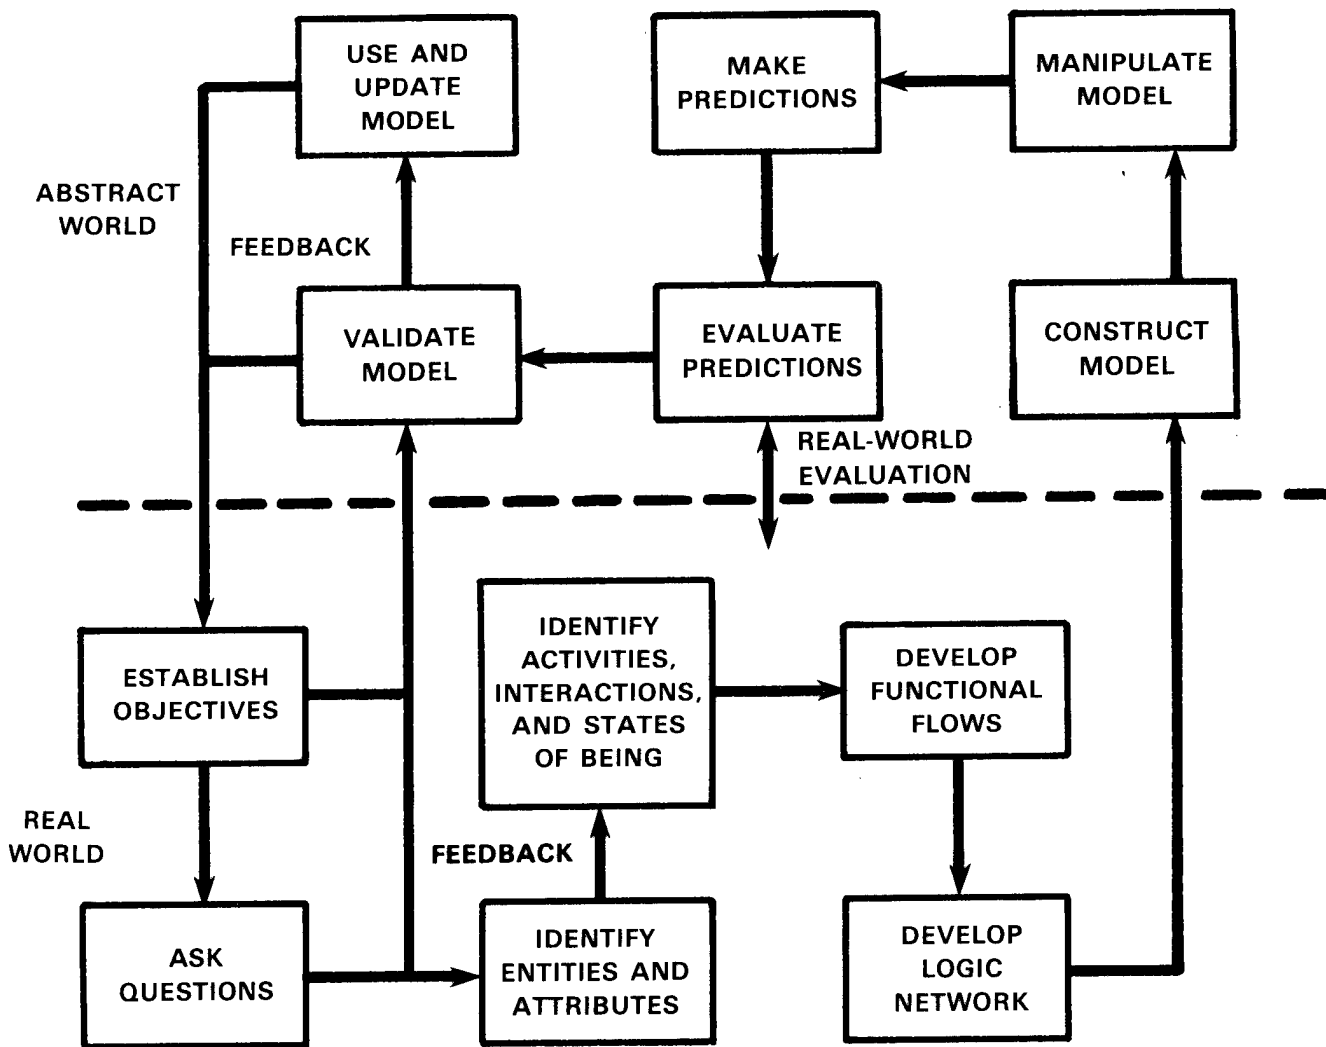 USE AND
UPDATE
MODEL
MAKE
PREDICTIONS
MANIPULATE
MODEL
ABSTRACT
WORLD
FEEDBACK
VALIDATE
MODEL
EVALUATE
PREDICTIONS
CONSTRUCT
MODEL
REAL-WORLD
EVALUATION
ESTABLISH
OBJECTIVES
IDENTIFY
ACTIVITIES,
INTERACTIONS,
AND STATES
OF BEING
DEVELOP
FUNCTIONAL
FLOWS
REAL
WORLD
FEEDBACK
ASK
QUESTIONS
IDENTIFY
ENTITIES AND
ATTRIBUTES
DEVELOP
LOGIC
NETWORK